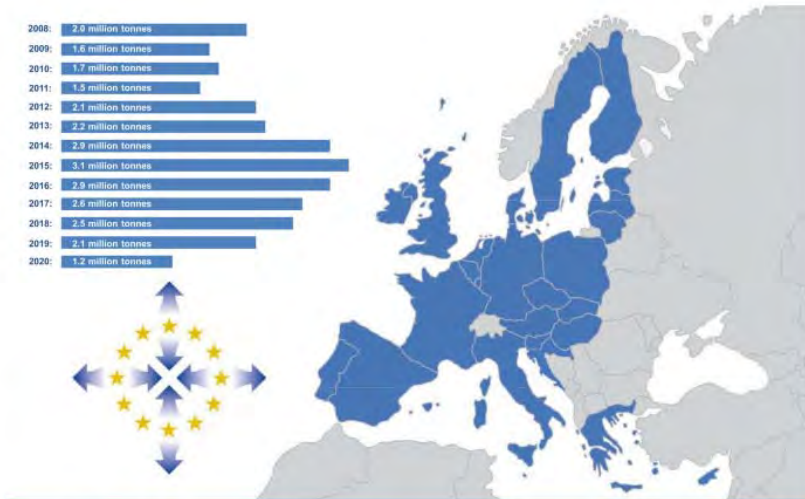 2008: 2.0 million tonnes
2009: 1.6 million tonnes
2010: 1.7 million tonnes
2011: 1.5 million tonnes
2012: 2.1 million tonnes
2013: 2.2 million tonnes
2014: 2.9 million tonnes
2015: 3.1 million tonnes
2016: 2.9 million tonnes
2017: 2.6 million tonnes
2018: 2.5 million tonnes
2019: 2.1 million tonnes
2020: 1.2 million tonnes